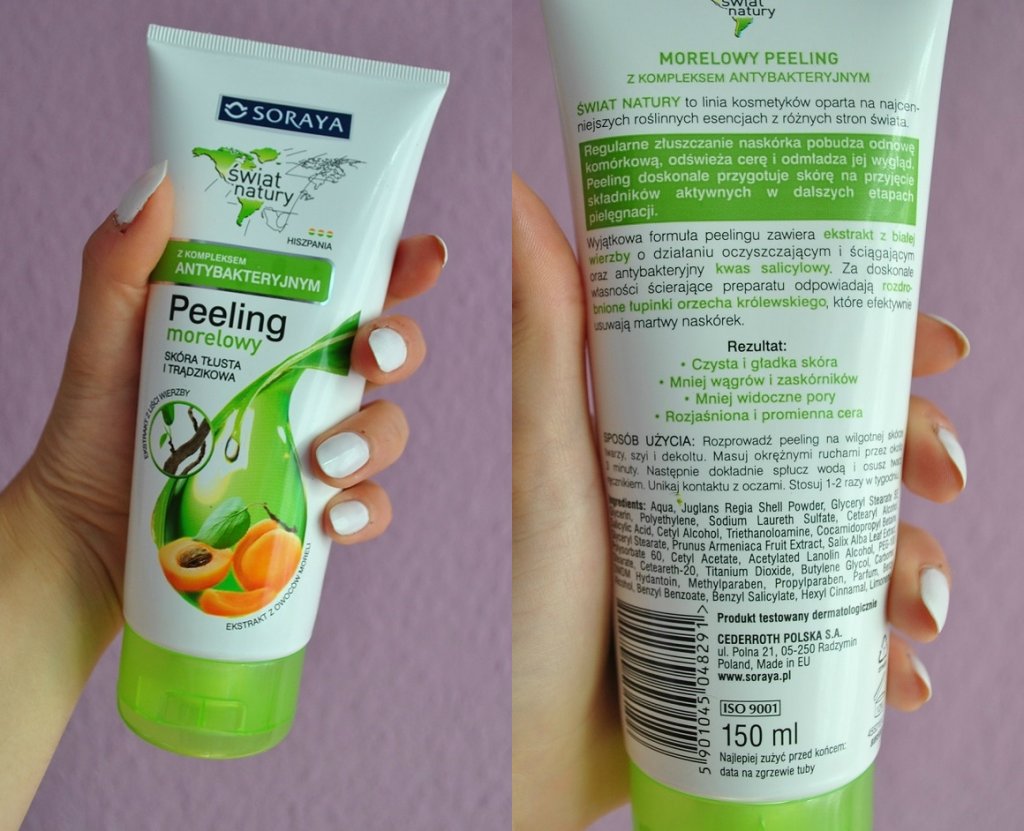 SORAYA
świat
natury
HISZPANIA
Z KOMPLEKSEM
ANTYBAKTERYJNYM
Peeling
morelowy
SKÓRA TŁUSTA
I TRĄDZIKOWA
EKSTRAKT Z LIŚCI WIERZBY
EKSTRAKT Z OWOCÓW MORELI
świat
natury
MORELOWY PEELING
Z KOMPLEKSEM ANTYBAKTERYJNYM
ŚWIAT NATURY to linia kosmetyków oparta na najcen-
niejszych roślinnych esencjach z różnych stron świata.
Regularne złuszczanie naskórka pobudza odnowę
komórkową, odświeża cerę i odmładza jej wygląd.
Peeling doskonale przygotuje skórę na przyjęcie
składników aktywnych w dalszych etapach
pielęgnacji.
Wyjątkowa formuła peelingu zawiera ekstrakt z białej
wierzby o działaniu oczyszczającym i ściągającym
oraz antybakteryjny kwas salicylowy. Za doskonałe
własności ścierające preparatu odpowiadają rozdro-
bnione łupinki orzecha królewskiego, które efektywnie
usuwają martwy naskórek.
Rezultat:
• Czysta i gładka skóra
• Mniej wągrów i zaskórników
• Mniej widoczne pory
• Rozjaśniona i promienna cera
SPOSÓB UŻYCIA: Rozprowadź peeling na wilgotnej skórze
twarzy, szyi i dekoltu. Masuj okrężnymi ruchami przez około
minuty. Następnie dokładnie spłucz wodą i osusz
ręcznikiem. Unikaj kontaktu z oczami. Stosuj 1-2 razy w tygodniu.
Ingredients: Aqua, Juglans Regia Shell Powder, Glyceryl Stearate
Glycerin, Polyethylene, Sodium Laureth Sulfate, Cetearyl Alcohol
Salicylic Acid, Cetyl Alcohol, Triethanoloamine, Cocamidopropyl
Glyceryl Stearate, Prunus Armeniaca Fruit Extract, Salix Alba Leaf
Polysorbate 60, Cetyl Acetate, Acetylated Lanolin Alcohol,
Ceteareth-20, Titanium Dioxide, Butylene Glycol,
Hydantoin, Methylparaben, Propylparaben, Parfum,
Benzyl Benzoate, Benzyl Salicylate, Hexyl Cinnamal,
Produkt testowany dermatologicznie
CEDERROTH POLSKA S.A.
ul. Polna 21, 05-250 Radzymin
Poland, Made in EU
www.soraya.pl
ISO 9001
150 ml
Najlepiej zużyć przed końcem:
data na zgrzewie tuby
5 901045 048291 >